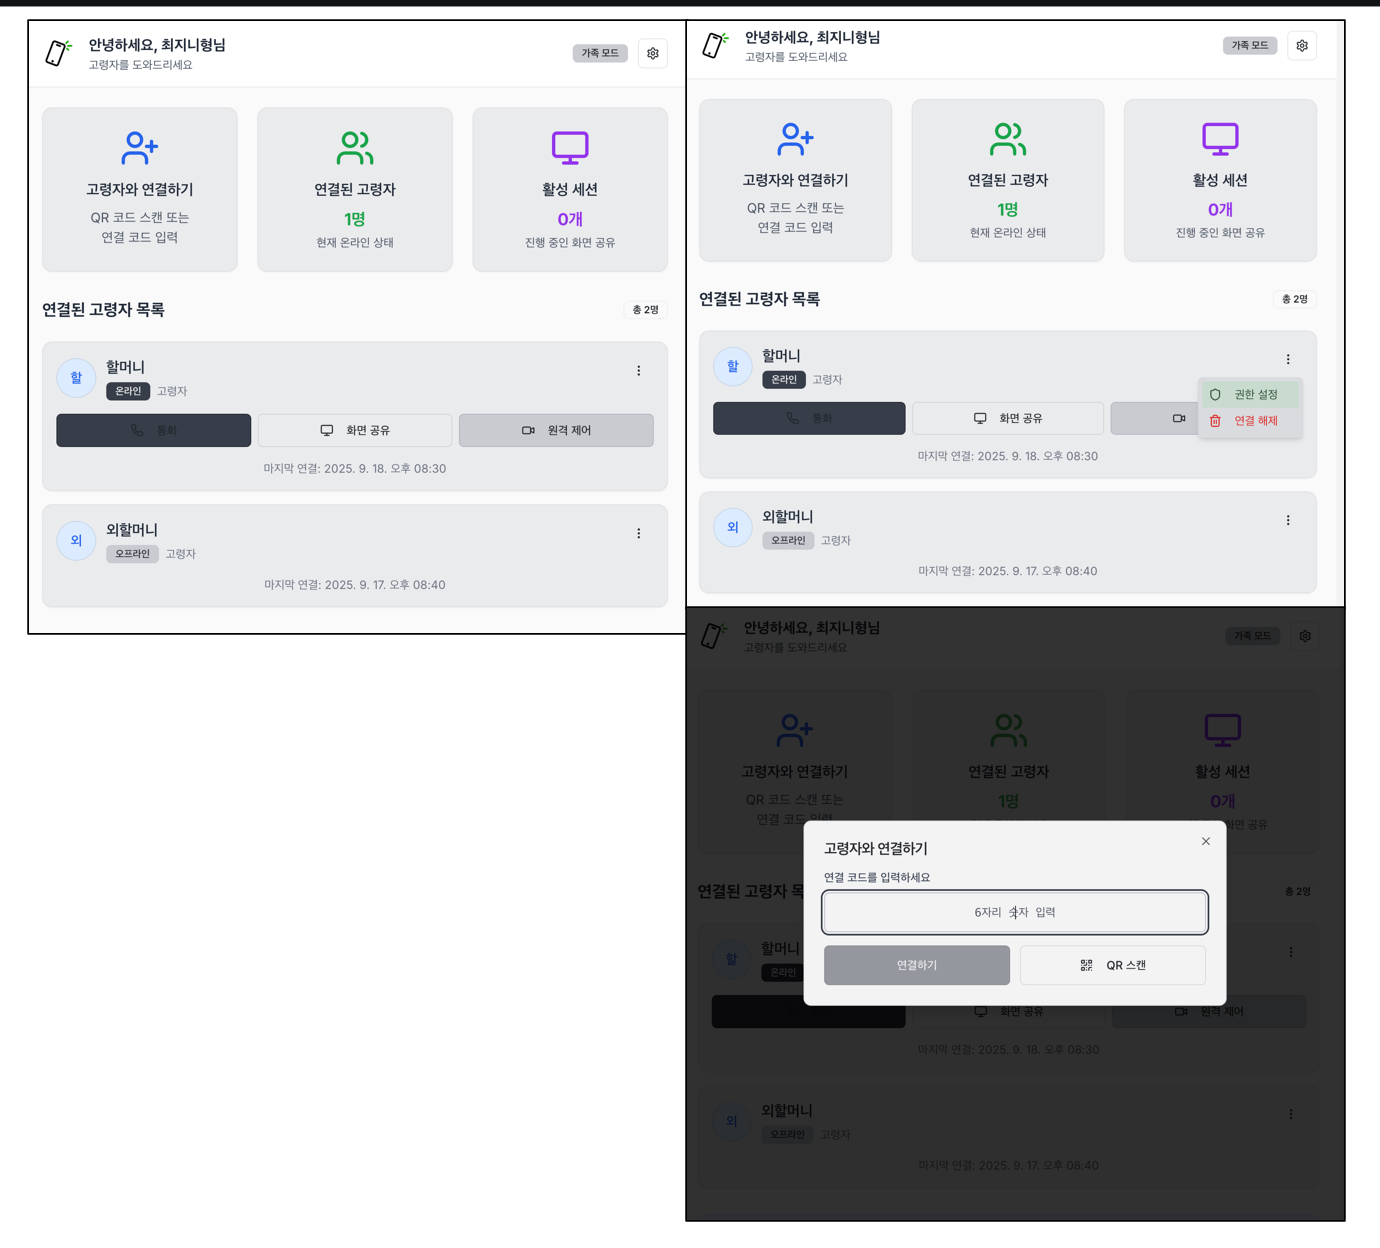 안녕하세요, 최지니형님
고령자를 도와드리세요
가족 모드
고령자와 연결하기
QR 코드 스캔 또는
연결 코드 입력
연결된 고령자
1명
현재 온라인 상태
활성 세션
0개
진행 중인 화면 공유
연결된 고령자 목록
총 2명
할
할머니
온라인 고령자
통화
화면 공유
원격 제어
마지막 연결: 2025. 9. 18. 오후 08:30
외
외할머니
오프라인 고령자
마지막 연결: 2025. 9. 17. 오후 08:40
안녕하세요, 최지니형님
고령자를 도와드리세요
가족 모드
고령자와 연결하기
QR 코드 스캔 또는
연결 코드 입력
연결된 고령자
1명
현재 온라인 상태
활성 세션
0개
진행 중인 화면 공유
연결된 고령자 목록
총 2명
할
할머니
온라인 고령자
권한 설정
연결 해제
통화
화면 공유
마지막 연결: 2025. 9. 18. 오후 08:30
외
외할머니
오프라인 고령자
마지막 연결: 2025. 9. 17. 오후 08:40
안녕하세요, 최지니형님
고령자를 도와드리세요
가족 모드
고령자와 연결하기
QR 코드 스캔 또는
연결 코드 입력
연결된 고령자
1명
활성 세션
0개
화면 공유
연결된 고령자
총 2명
고령자와 연결하기
연결 코드를 입력하세요
6자리 숫자 입력
연결하기
QR 스캔
할
할머니
온라인
화면 공유
원격 제어
마지막 연결: 2025. 9. 18. 오후 08:30
외
외할머니
오프라인 고령자
마지막 연결: 2025. 9. 17. 오후 08:40